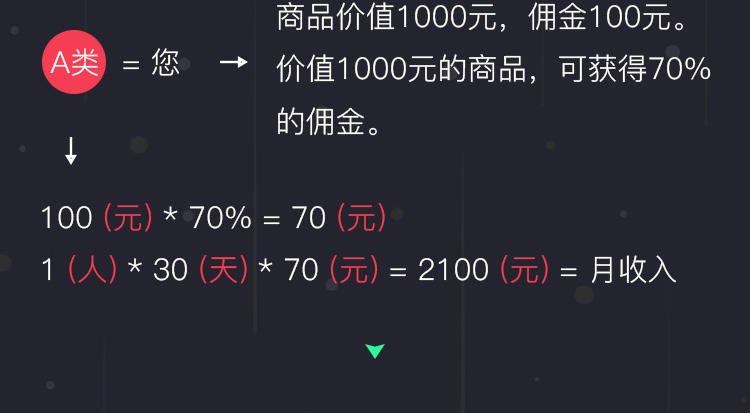 商品价值1000元，佣金100元。
A类 = 您 → 价值1000元的商品，可获得70%
的佣金。
↓
100 (元) * 70% = 70 (元)
1 (人) * 30 (天) * 70 (元) = 2100 (元) = 月收入